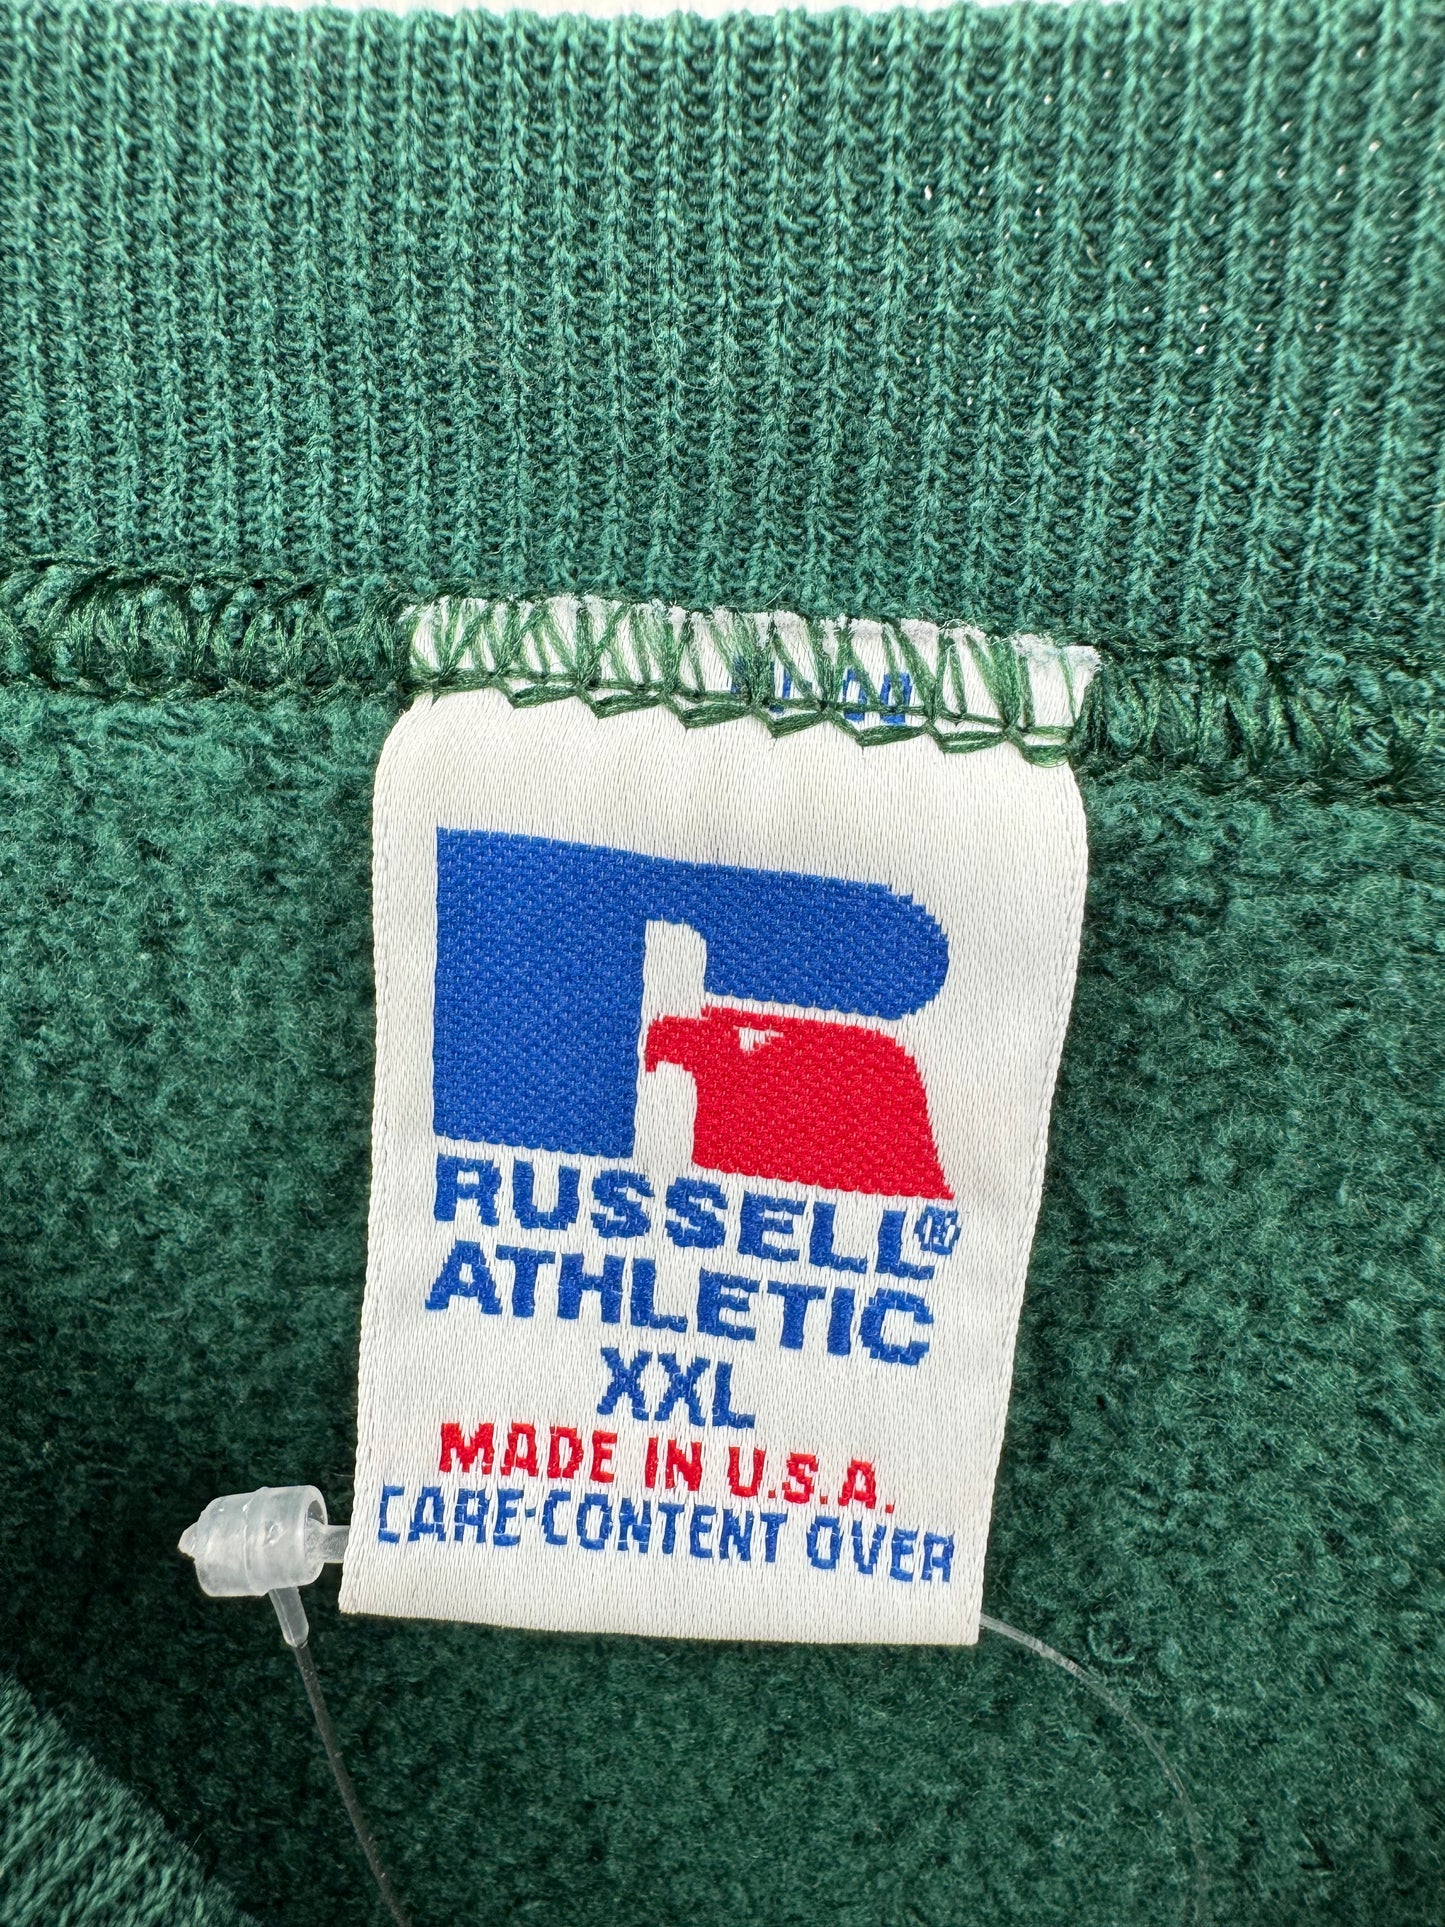 RUSSELL®
ATHLETIC
XXL
MADE IN U.S.A.
CARE·CONTENT OVER